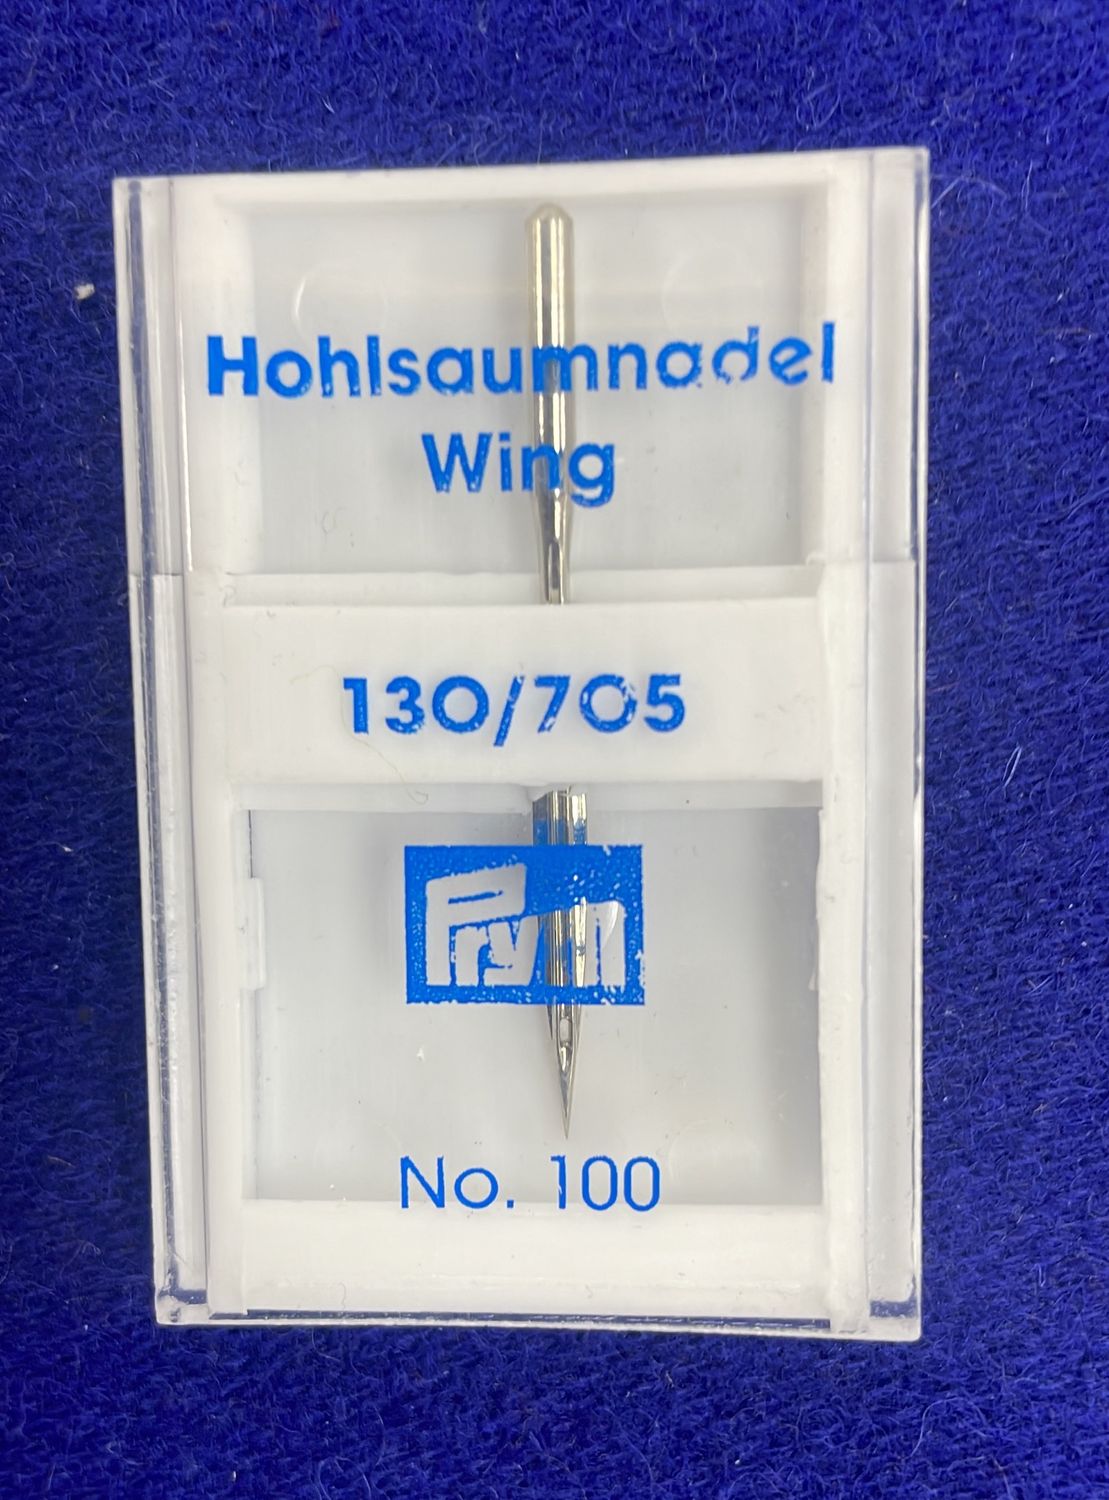 Hohlsaumnadel
Wing
130/705
Prym
No. 100